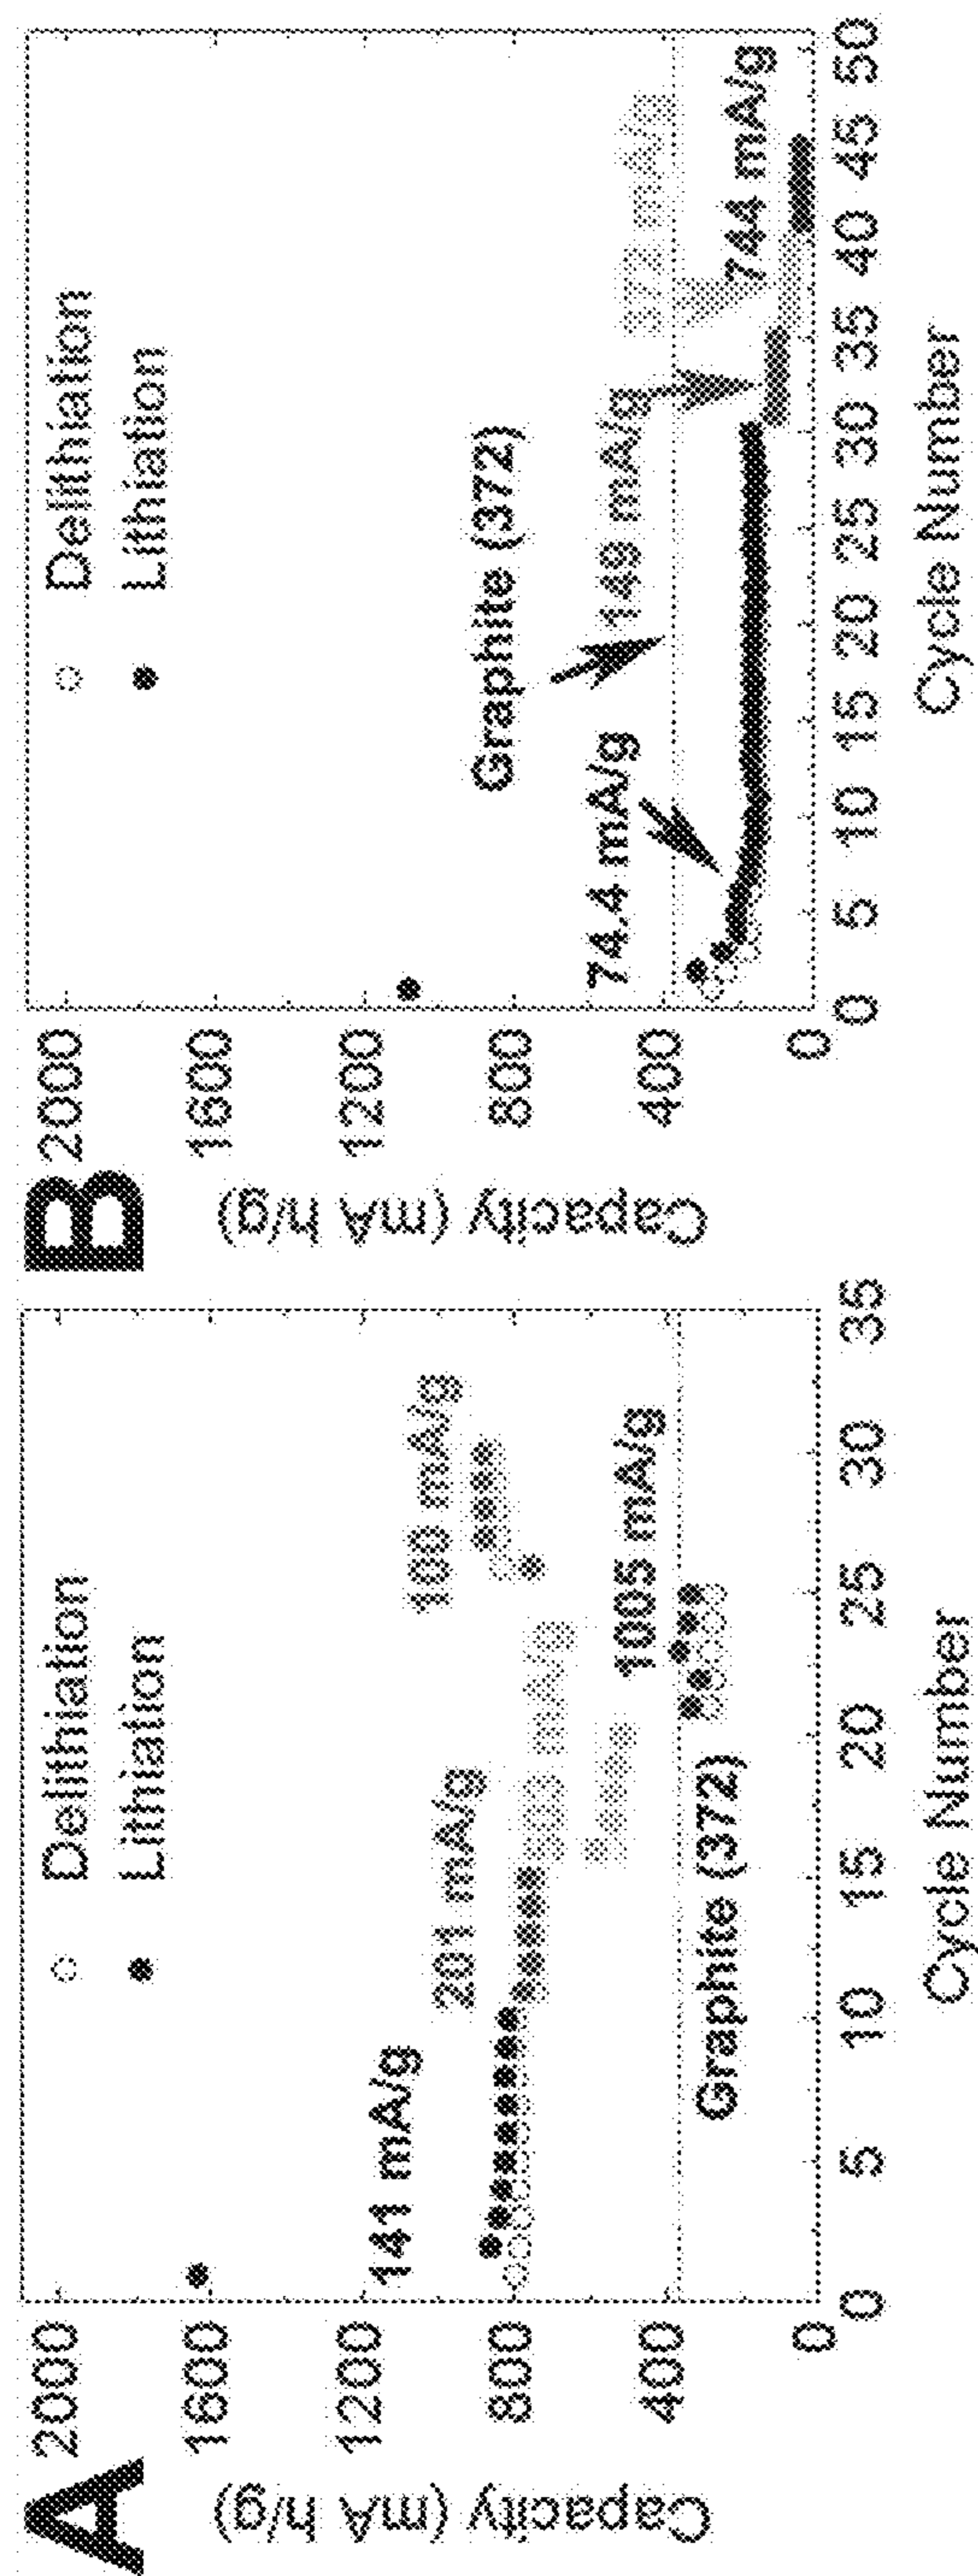 A
Capacity (mA h/g)
2000
1600
1200
800
400
0
Delithiation
Lithiation
141 mA/g
201 mA/g
100 mA/g
1005 mA/g
Graphite (372)
0 5 10 15 20 25 30 35
Cycle Number
B
Capacity (mA h/g)
2000
1600
1200
800
400
0
Delithiation
Lithiation
Graphite (372)
74.4 mA/g
149 mA/g
372 mA/g
744 mA/g
0 5 10 15 20 25 30 35 40 45 50
Cycle Number